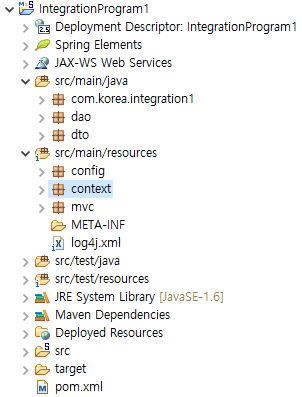 IntegrationProgram1
Deployment Descriptor: IntegrationProgram1
Spring Elements
JAX-WS Web Services
src/main/java
com.korea.integration1
dao
dto
src/main/resources
config
context
mvc
META-INF
log4j.xml
src/test/java
src/test/resources
JRE System Library [JavaSE-1.6]
Maven Dependencies
Deployed Resources
src
target
pom.xml